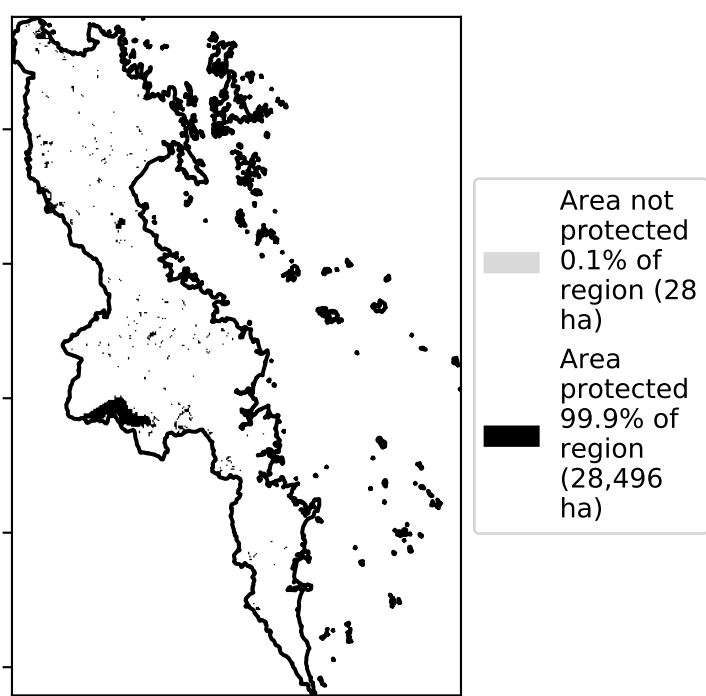 Area not
protected
0.1% of
region (28
ha)
Area
protected
99.9% of
region
(28,496
ha)